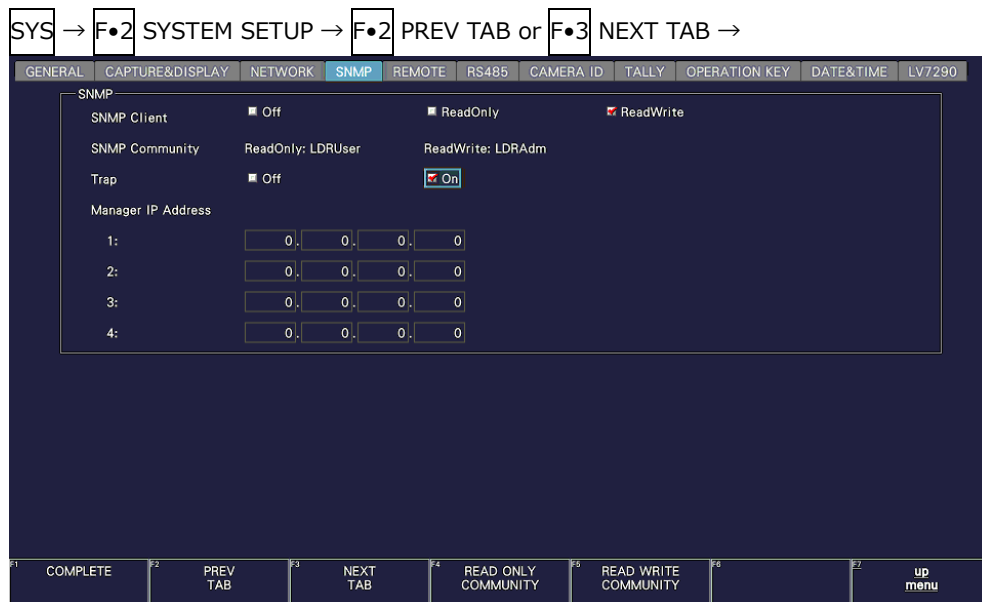 SYS → F•2 SYSTEM SETUP → F•2 PREV TAB or F•3 NEXT TAB →
GENERAL CAPTURE&DISPLAY NETWORK SNMP REMOTE RS485 CAMERA ID TALLY OPERATION KEY DATE&TIME LV7290
SNMP
SNMP Client Off ReadOnly ReadWrite
SNMP Community ReadOnly: LDRUser ReadWrite: LDRAdm
Trap Off On
Manager IP Address
1: 0. 0. 0. 0
2: 0. 0. 0. 0
3: 0. 0. 0. 0
4: 0. 0. 0. 0
F1 COMPLETE F2 PREV TAB F3 NEXT TAB F4 READ ONLY COMMUNITY F5 READ WRITE COMMUNITY F6 F7 up menu